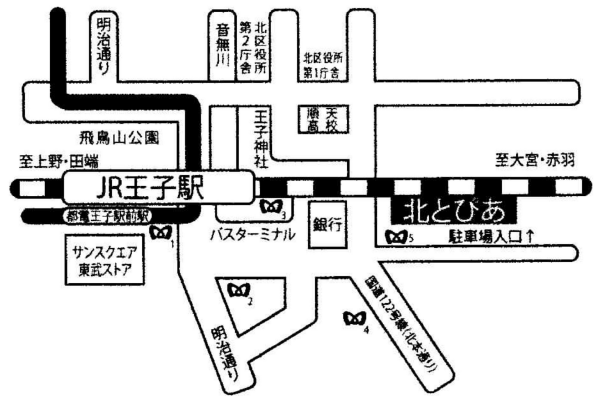 明治通り
音無川
北区役所
第2庁舎
北区役所
第1庁舎
順天
高校
王子神社
飛鳥山公園
至上野・田端
至大宮・赤羽
JR王子駅
北とぴあ
都電王子駅前駅
3
銀行
バスターミナル
1
5
駐車場入口↑
サンスクエア
東武ストア
2
4
国道122号線(北本通り)
明治通り